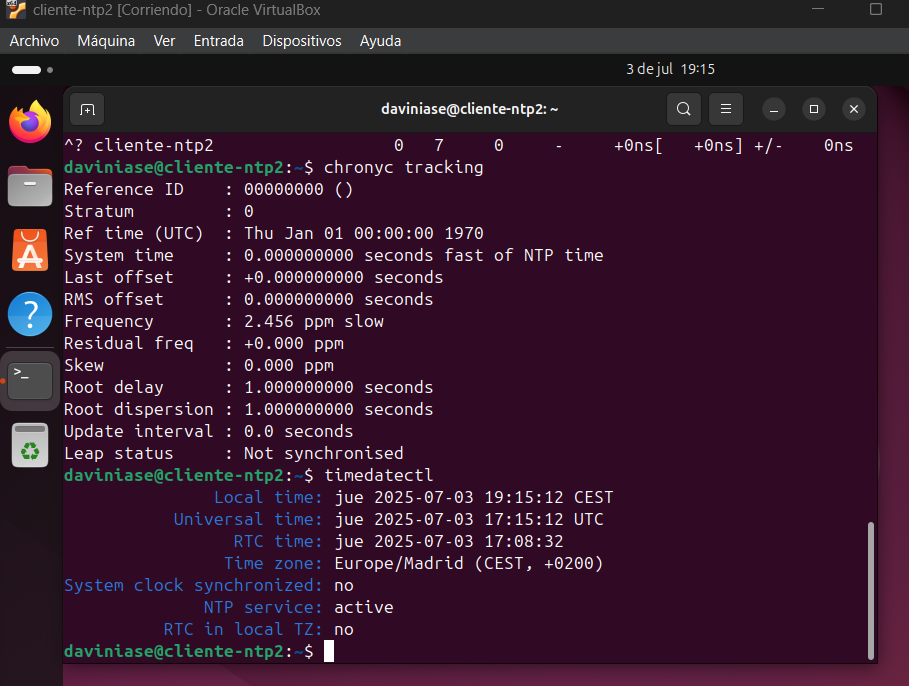 cliente-ntp2 [Corriendo] - Oracle VirtualBox
Archivo Máquina Ver Entrada Dispositivos Ayuda
3 de jul 19:15
daviniase@cliente-ntp2: ~
^? cliente-ntp2                  0   7     0     -     +0ns[   +0ns] +/-    0ns
daviniase@cliente-ntp2:~$ chronyc tracking
Reference ID    : 00000000 ()
Stratum         : 0
Ref time (UTC)  : Thu Jan 01 00:00:00 1970
System time     : 0.000000000 seconds fast of NTP time
Last offset     : +0.000000000 seconds
RMS offset      : 0.000000000 seconds
Frequency       : 2.456 ppm slow
Residual freq   : +0.000 ppm
Skew            : 0.000 ppm
Root delay      : 1.000000000 seconds
Root dispersion : 1.000000000 seconds
Update interval : 0.0 seconds
Leap status     : Not synchronised
daviniase@cliente-ntp2:~$ timedatectl
               Local time: jue 2025-07-03 19:15:12 CEST
           Universal time: jue 2025-07-03 17:15:12 UTC
                 RTC time: jue 2025-07-03 17:08:32
                Time zone: Europe/Madrid (CEST, +0200)
System clock synchronized: no
              NTP service: active
          RTC in local TZ: no
daviniase@cliente-ntp2:~$